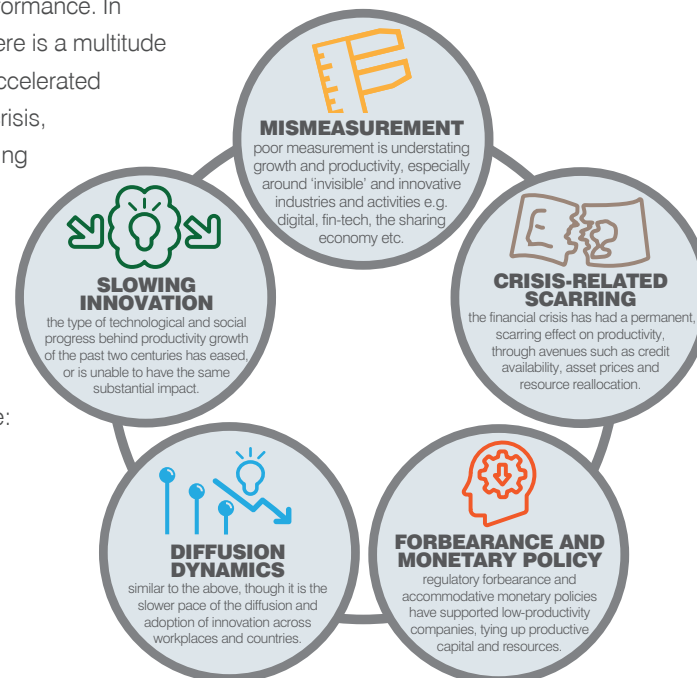 formance. In
ere is a multitude
ccelerated
risis,
ng
e:
MISMEASUREMENT
poor measurement is understating
growth and productivity, especially
around ‘invisible’ and innovative
industries and activities e.g.
digital, fin-tech, the sharing
economy etc.
SLOWING
INNOVATION
the type of technological and social
progress behind productivity growth
of the past two centuries has eased,
or is unable to have the same
substantial impact.
CRISIS-RELATED
SCARRING
the financial crisis has had a permanent,
scarring effect on productivity,
through avenues such as credit
availability, asset prices and
resource reallocation.
DIFFUSION
DYNAMICS
similar to the above, though it is the
slower pace of the diffusion and
adoption of innovation across
workplaces and countries.
FORBEARANCE AND
MONETARY POLICY
regulatory forbearance and
accommodative monetary policies
have supported low-productivity
companies, tying up productive
capital and resources.